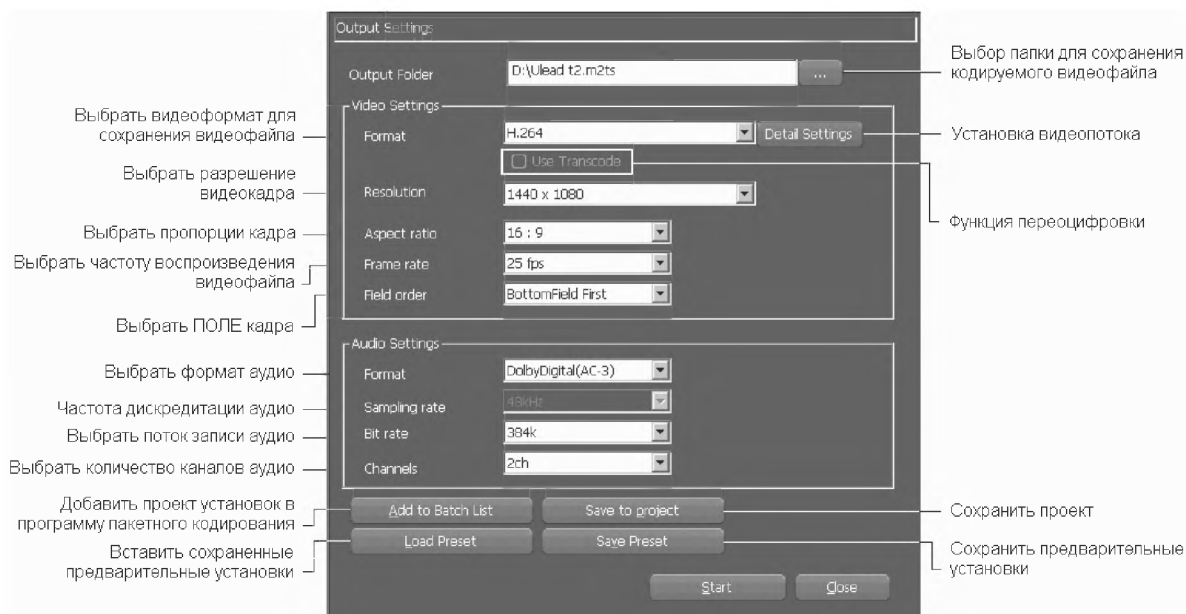 Output Settings
Выбор папки для сохранения
кодируемого видеофайла
Output Folder
D:\Ulead t2.m2ts
...
Video Settings
Выбрать видеоформат для
сохранения видеофайла
Format
H.264
Detail Settings
Установка видеопотока
Use Transcode
Выбрать разрешение
видеокадра
Resolution
1440 x 1080
Функция переоцифровки
Выбрать пропорции кадра
Aspect ratio
16 : 9
Выбрать частоту воспроизведения
видеофайла
Frame rate
25 fps
Field order
BottomField First
Выбрать ПОЛЕ кадра
Audio Settings
Выбрать формат аудио
Format
DolbyDigital(AC-3)
Частота дискредитации аудио
Sampling rate
48kHz
Выбрать поток записи аудио
Bit rate
384k
Выбрать количество каналов аудио
Channels
2ch
Добавить проект установок в
программу пакетного кодирования
Add to Batch List
Save to project
Сохранить проект
Вставить сохраненные
предварительные установки
Load Preset
Save Preset
Сохранить предварительные
установки
Start
Close